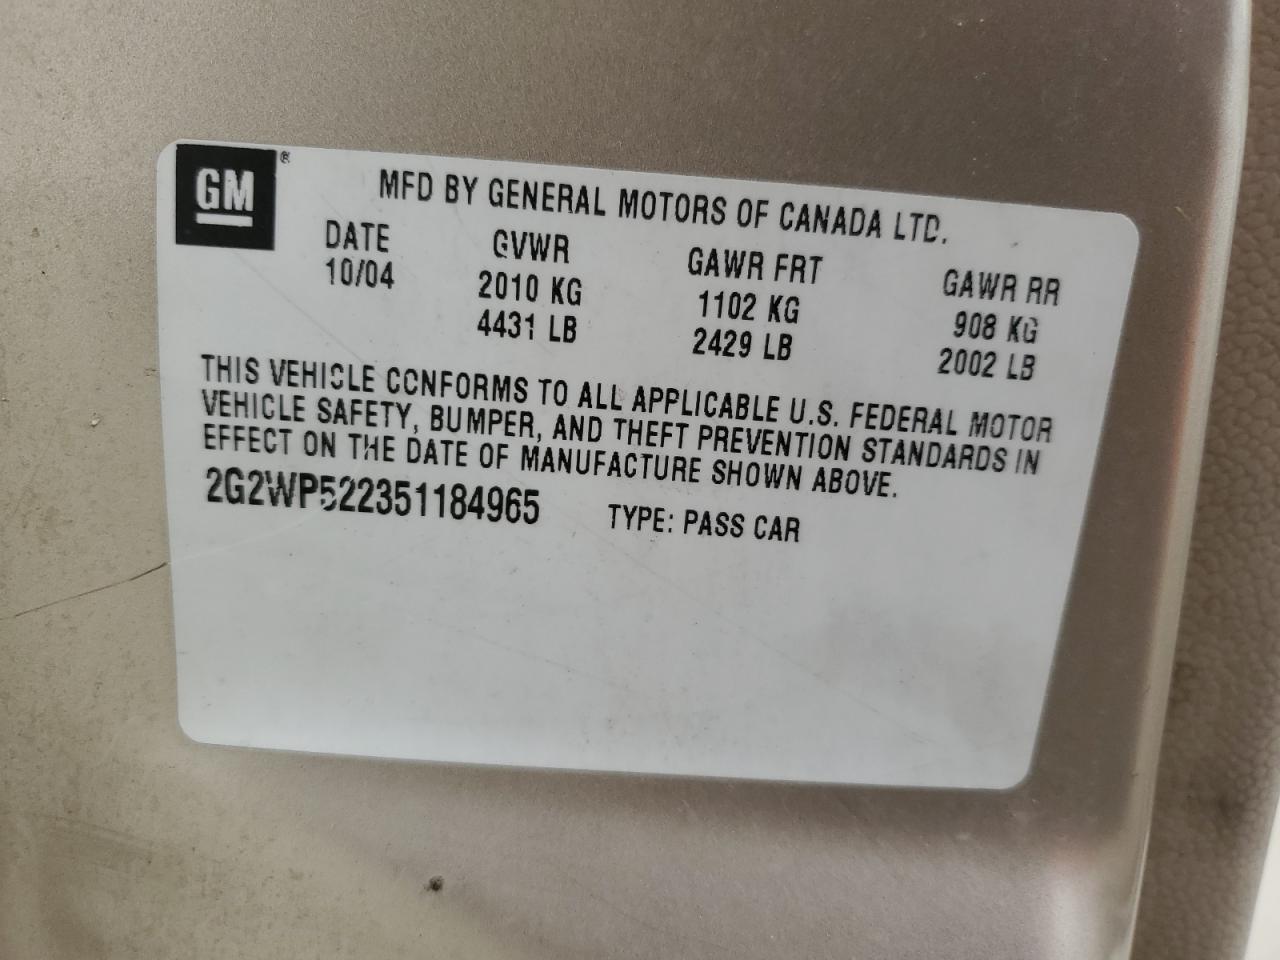 GM ®
MFD BY GENERAL MOTORS OF CANADA LTD.
DATE GVWR GAWR FRT GAWR RR
10/04 2010 KG 1102 KG 908 KG
4431 LB 2429 LB 2002 LB
THIS VEHICLE CONFORMS TO ALL APPLICABLE U.S. FEDERAL MOTOR
VEHICLE SAFETY, BUMPER, AND THEFT PREVENTION STANDARDS IN
EFFECT ON THE DATE OF MANUFACTURE SHOWN ABOVE.
2G2WP522351184965 TYPE: PASS CAR